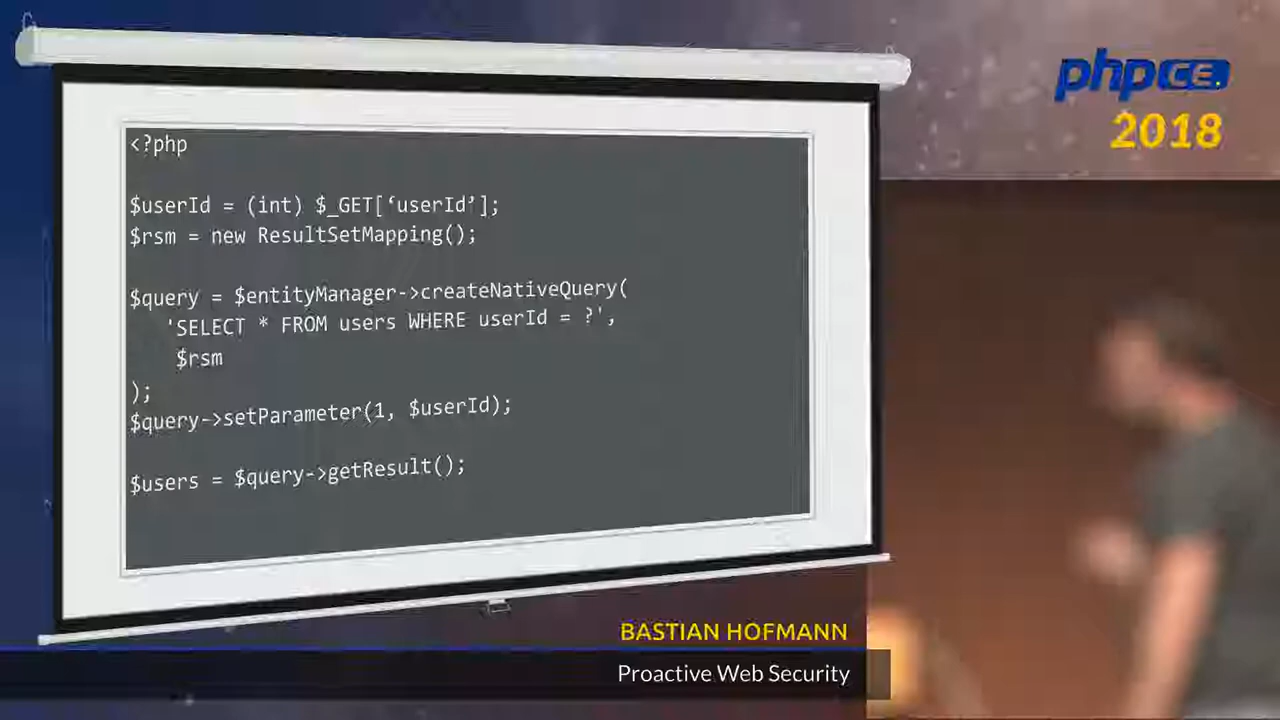 <?php
$userId = (int) $_GET[‘userId’];
$rsm = new ResultSetMapping();
$query = $entityManager->createNativeQuery(
'SELECT * FROM users WHERE userId = ?',
$rsm
);
$query->setParameter(1, $userId);
$users = $query->getResult();
phpce.
2018
BASTIAN HOFMANN
Proactive Web Security